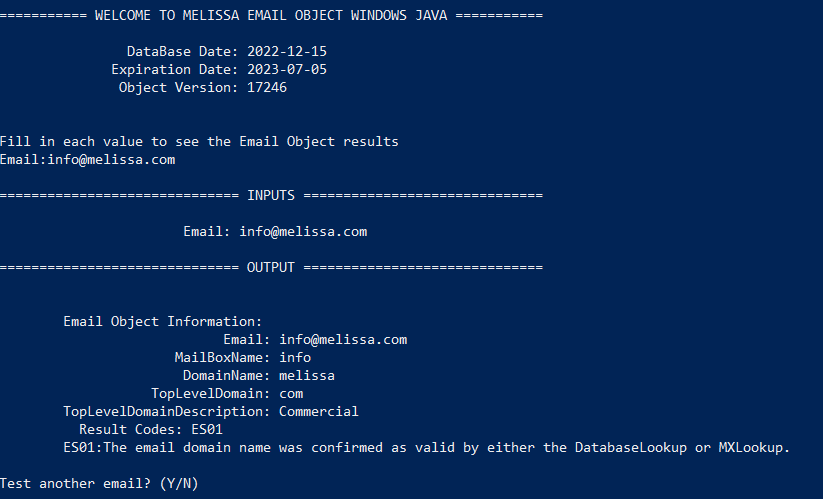 =========== WELCOME TO MELISSA EMAIL OBJECT WINDOWS JAVA ===========
DataBase Date: 2022-12-15
Expiration Date: 2023-07-05
Object Version: 17246
Fill in each value to see the Email Object results
Email:info@melissa.com
============================== INPUTS ==============================
Email: info@melissa.com
============================== OUTPUT ==============================
Email Object Information:
Email: info@melissa.com
MailBoxName: info
DomainName: melissa
TopLevelDomain: com
TopLevelDomainDescription: Commercial
Result Codes: ES01
ES01:The email domain name was confirmed as valid by either the DatabaseLookup or MXLookup.
Test another email? (Y/N)